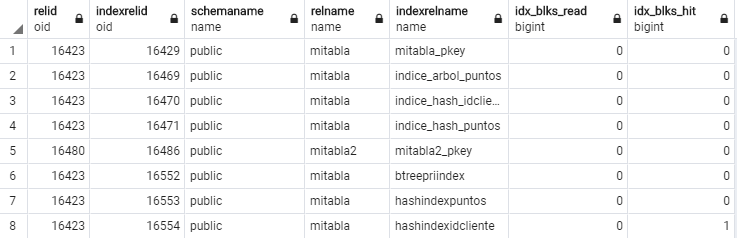 relid indexrelid schemaname relname indexrelname idx_blks_read idx_blks_hit
oid oid name name name bigint bigint
1 16423 16429 public mitabla mitabla_pkey 0 0
2 16423 16469 public mitabla indice_arbol_puntos 0 0
3 16423 16470 public mitabla indice_hash_idclie... 0 0
4 16423 16471 public mitabla indice_hash_puntos 0 0
5 16480 16486 public mitabla2 mitabla2_pkey 0 0
6 16423 16552 public mitabla btreepriindex 0 0
7 16423 16553 public mitabla hashindexpuntos 0 0
8 16423 16554 public mitabla hashindexidcliente 0 1